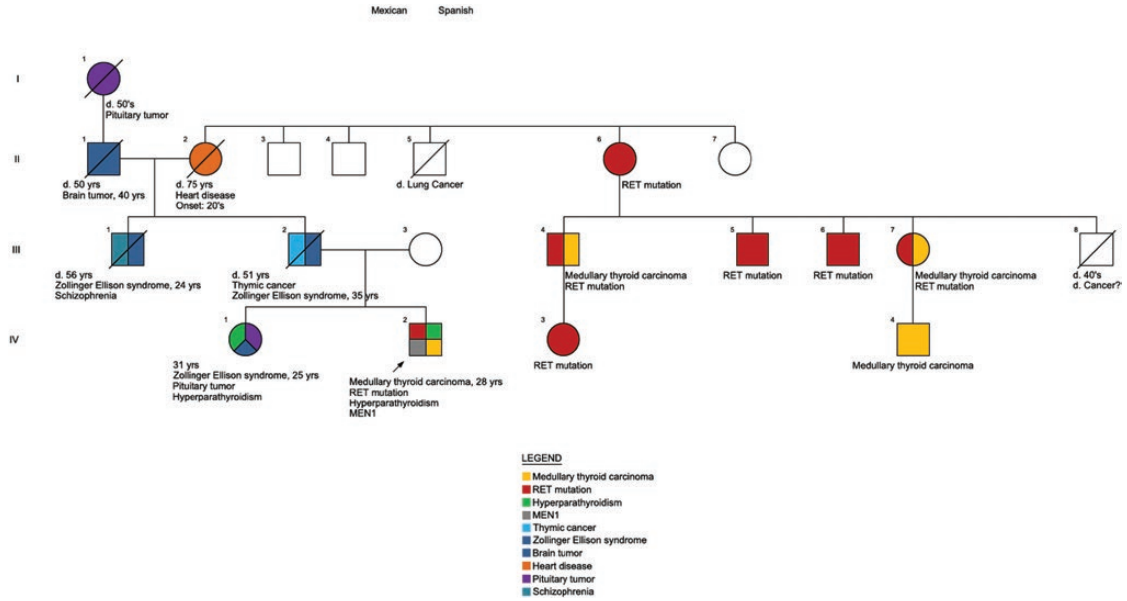 Mexican Spanish
I
1
d. 50's
Pituitary tumor
II
1
d. 50 yrs
Brain tumor, 40 yrs
2
d. 75 yrs
Heart disease
Onset: 20's
3
4
5
d. Lung Cancer
6
RET mutation
7
III
1
d. 56 yrs
Zollinger Ellison syndrome, 24 yrs
Schizophrenia
2
d. 51 yrs
Thymic cancer
Zollinger Ellison syndrome, 35 yrs
3
4
Medullary thyroid carcinoma
RET mutation
5
RET mutation
6
RET mutation
7
Medullary thyroid carcinoma
RET mutation
8
d. 40's
d. Cancer?
IV
1
31 yrs
Zollinger Ellison syndrome, 25 yrs
Pituitary tumor
Hyperparathyroidism
2
Medullary thyroid carcinoma, 28 yrs
RET mutation
Hyperparathyroidism
MEN1
3
RET mutation
4
Medullary thyroid carcinoma
LEGEND
Medullary thyroid carcinoma
RET mutation
Hyperparathyroidism
MEN1
Thymic cancer
Zollinger Ellison syndrome
Brain tumor
Heart disease
Pituitary tumor
Schizophrenia